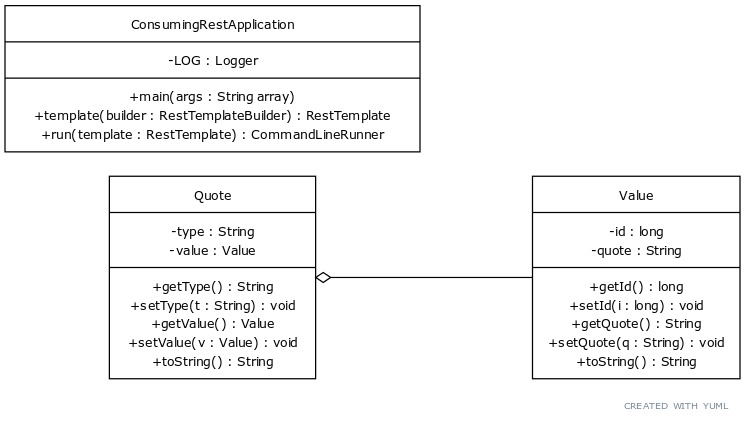 ConsumingRestApplication
-LOG : Logger
+main(args : String array)
+template(builder : RestTemplateBuilder) : RestTemplate
+run(template : RestTemplate) : CommandLineRunner
Quote
-type : String
-value : Value
+getType() : String
+setType(t : String) : void
+getValue() : Value
+setValue(v : Value) : void
+toString() : String
Value
-id : long
-quote : String
+getId() : long
+setId(i : long) : void
+getQuote() : String
+setQuote(q : String) : void
+toString() : String
CREATED WITH YUML